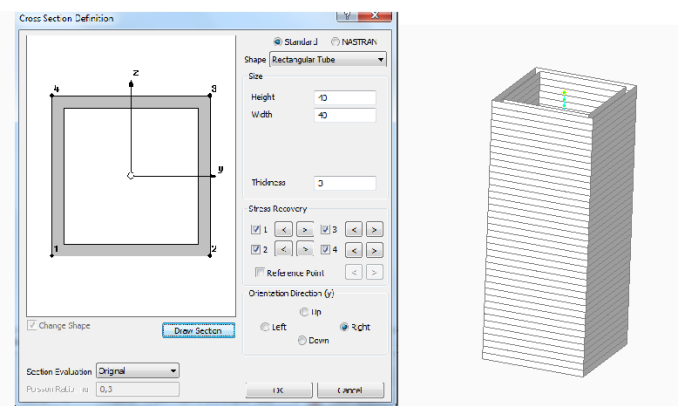 Cross Section Definition
Standard NASTRAN
Shape Rectangular Tube
Size
z
4 3
Height 40
Width 40
y
Thickness 3
Stress Recovery
1 < > 3 < >
2 < > 4 < >
1 2
Reference Point < >
Orientation Direction (y)
Up
Left Right
Down
Change Shape
Draw Section
Section Evaluation Original
Poisson Ratio nu 0,3
OK Cancel